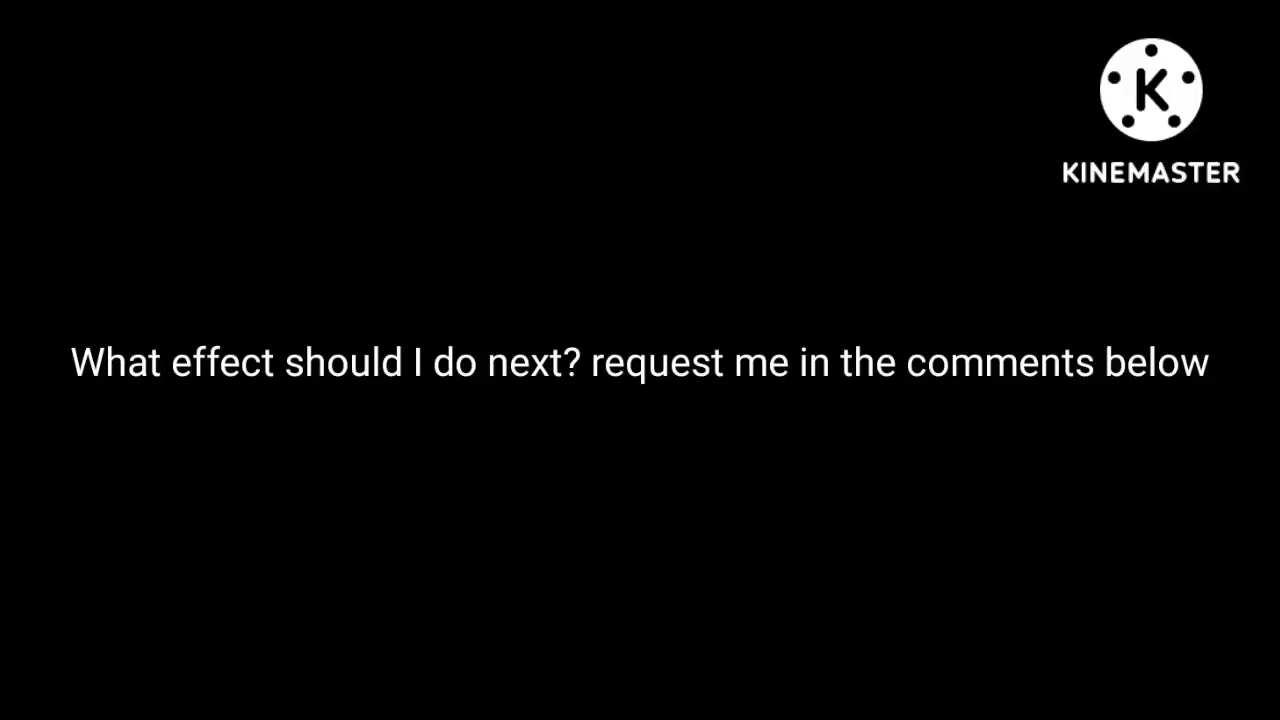 K
KINEMASTER
What effect should I do next? request me in the comments below